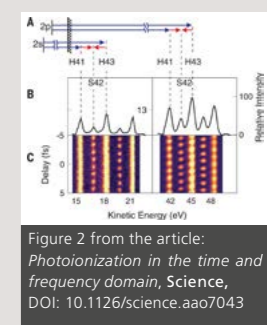 A
2p
2s
H41 H43 H41 H43
S42 S42
B
13
100
0
Relative Intensity
C
-5
0
5
Delay (fs)
15 18 21 42 45 48
Kinetic Energy (eV)
Figure 2 from the article:
Photoionization in the time and
frequency domain, Science,
DOI: 10.1126/science.aao7043